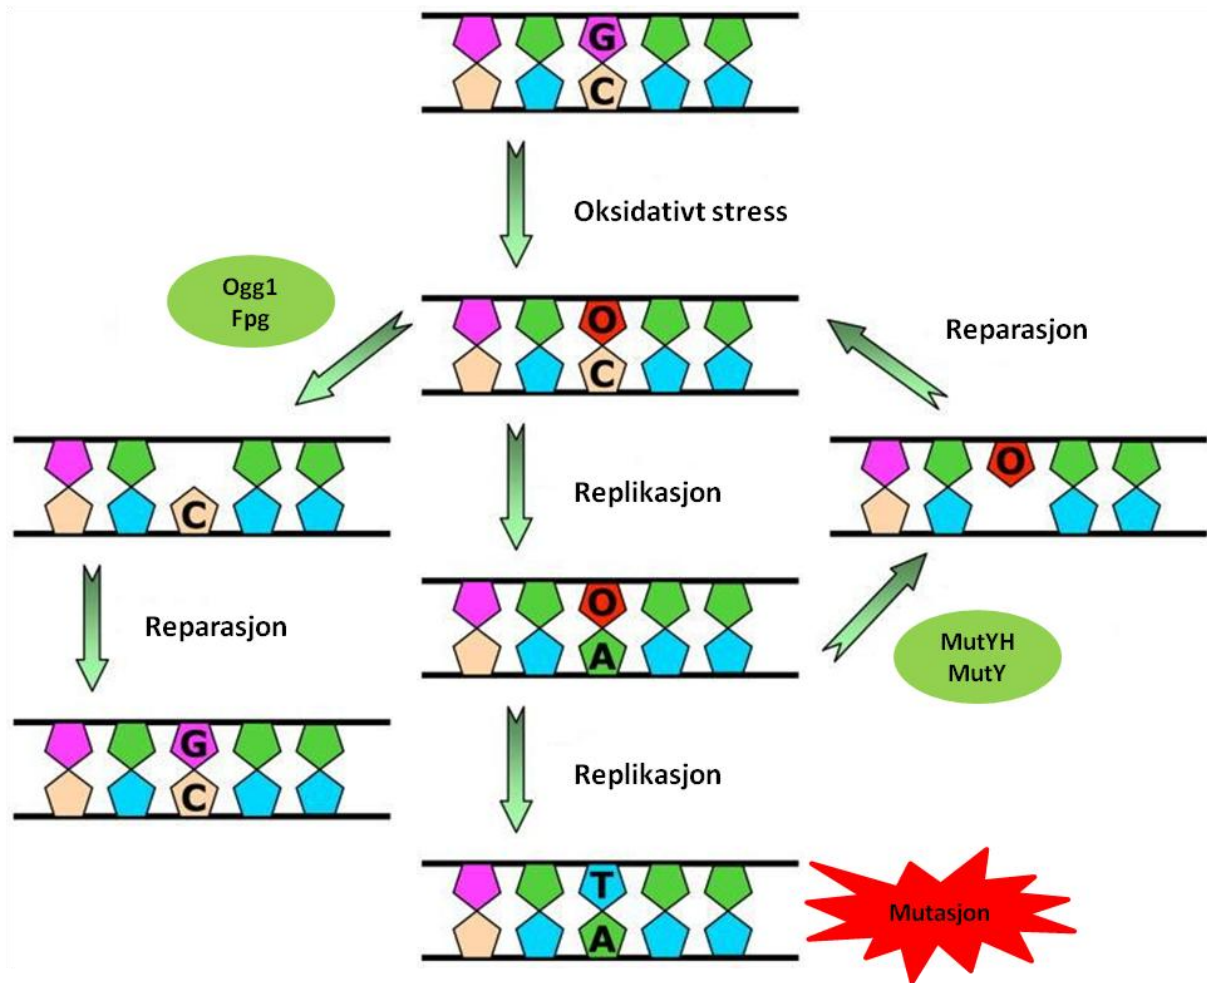 G
C
Oksidativt stress
Ogg1
Fpg
O
C
Reparasjon
C
Replikasjon
O
Reparasjon
O
A
MutYH
MutY
G
C
Replikasjon
T
A
Mutasjon